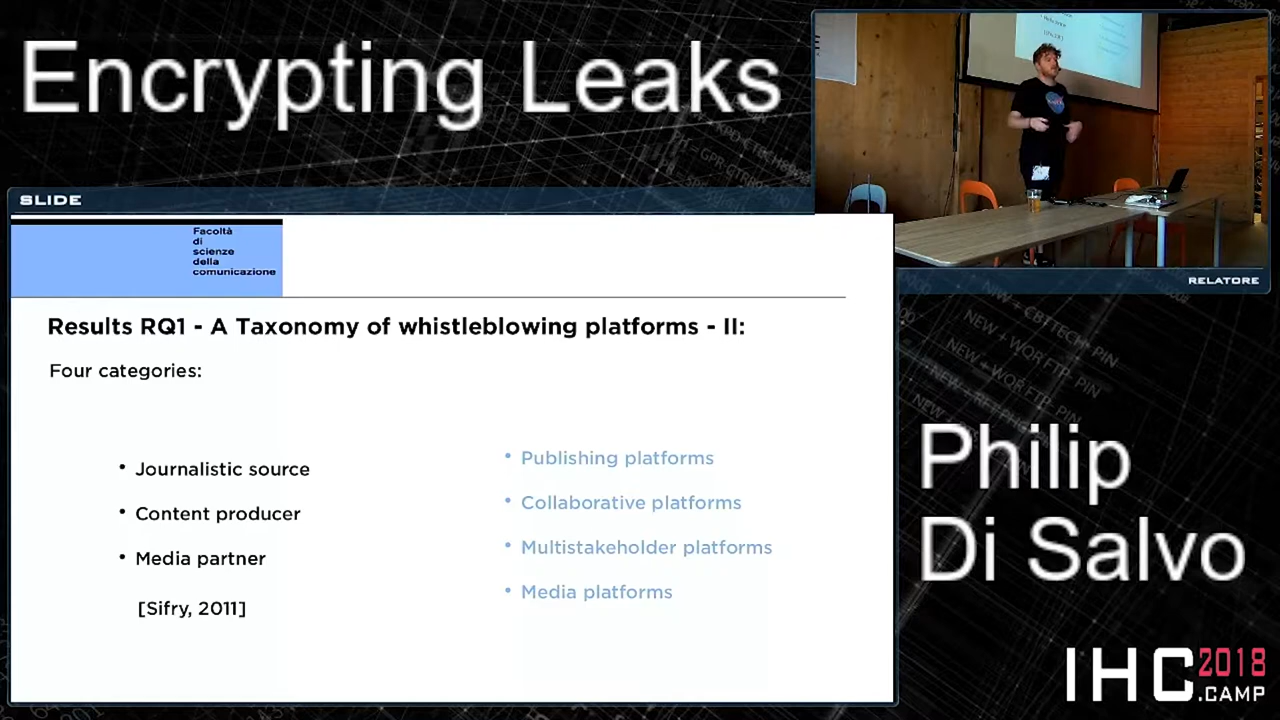 Encrypting Leaks
SLIDE
Facoltà
di
scienze
della
comunicazione
Results RQ1 - A Taxonomy of whistleblowing platforms - II:
Four categories:
• Journalistic source
• Content producer
• Media partner
[Sifry, 2011]
• Publishing platforms
• Collaborative platforms
• Multistakeholder platforms
• Media platforms
RELATORE
Philip
Di Salvo
IHC 2018
.CAMP